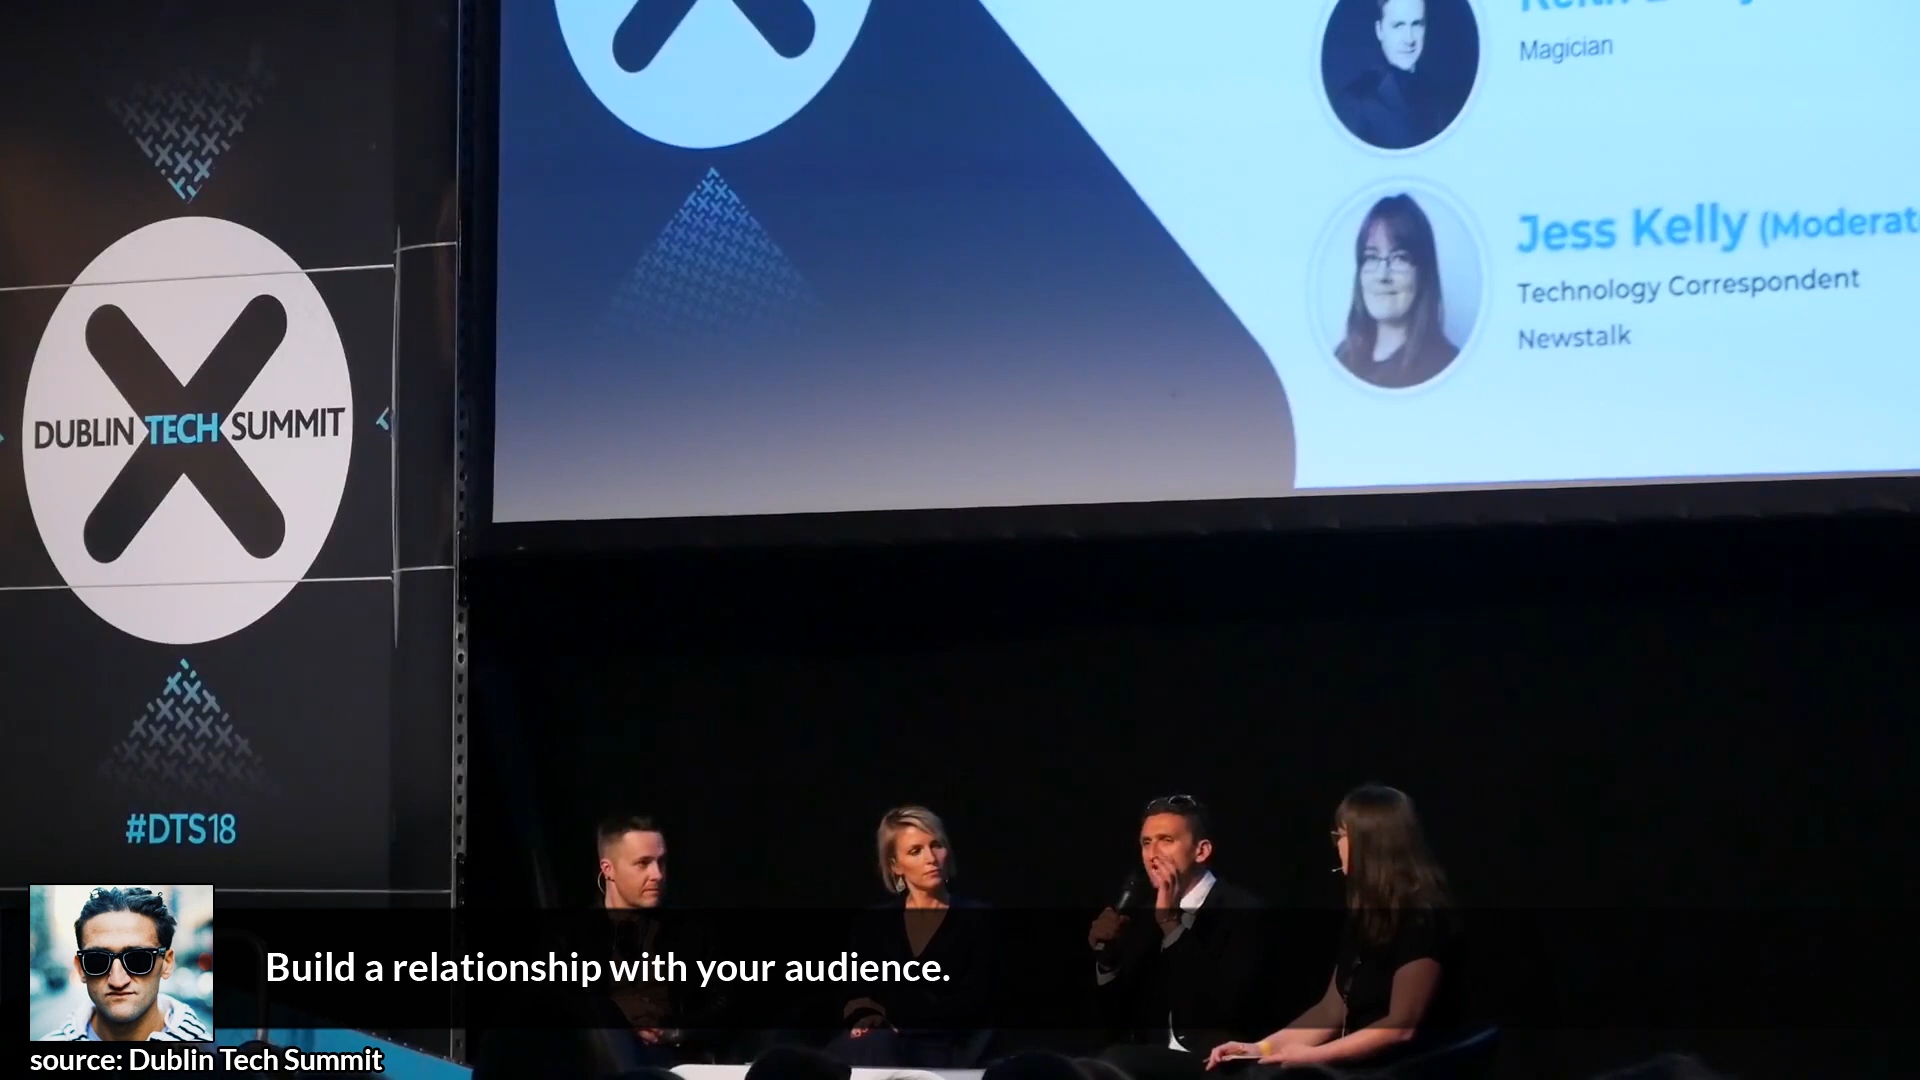 Magician
Jess Kelly
Technology Correspondent
Newstalk
DUBLIN TECH SUMMIT
#DTS18
Build a relationship with your audience.
source: Dublin Tech Summit